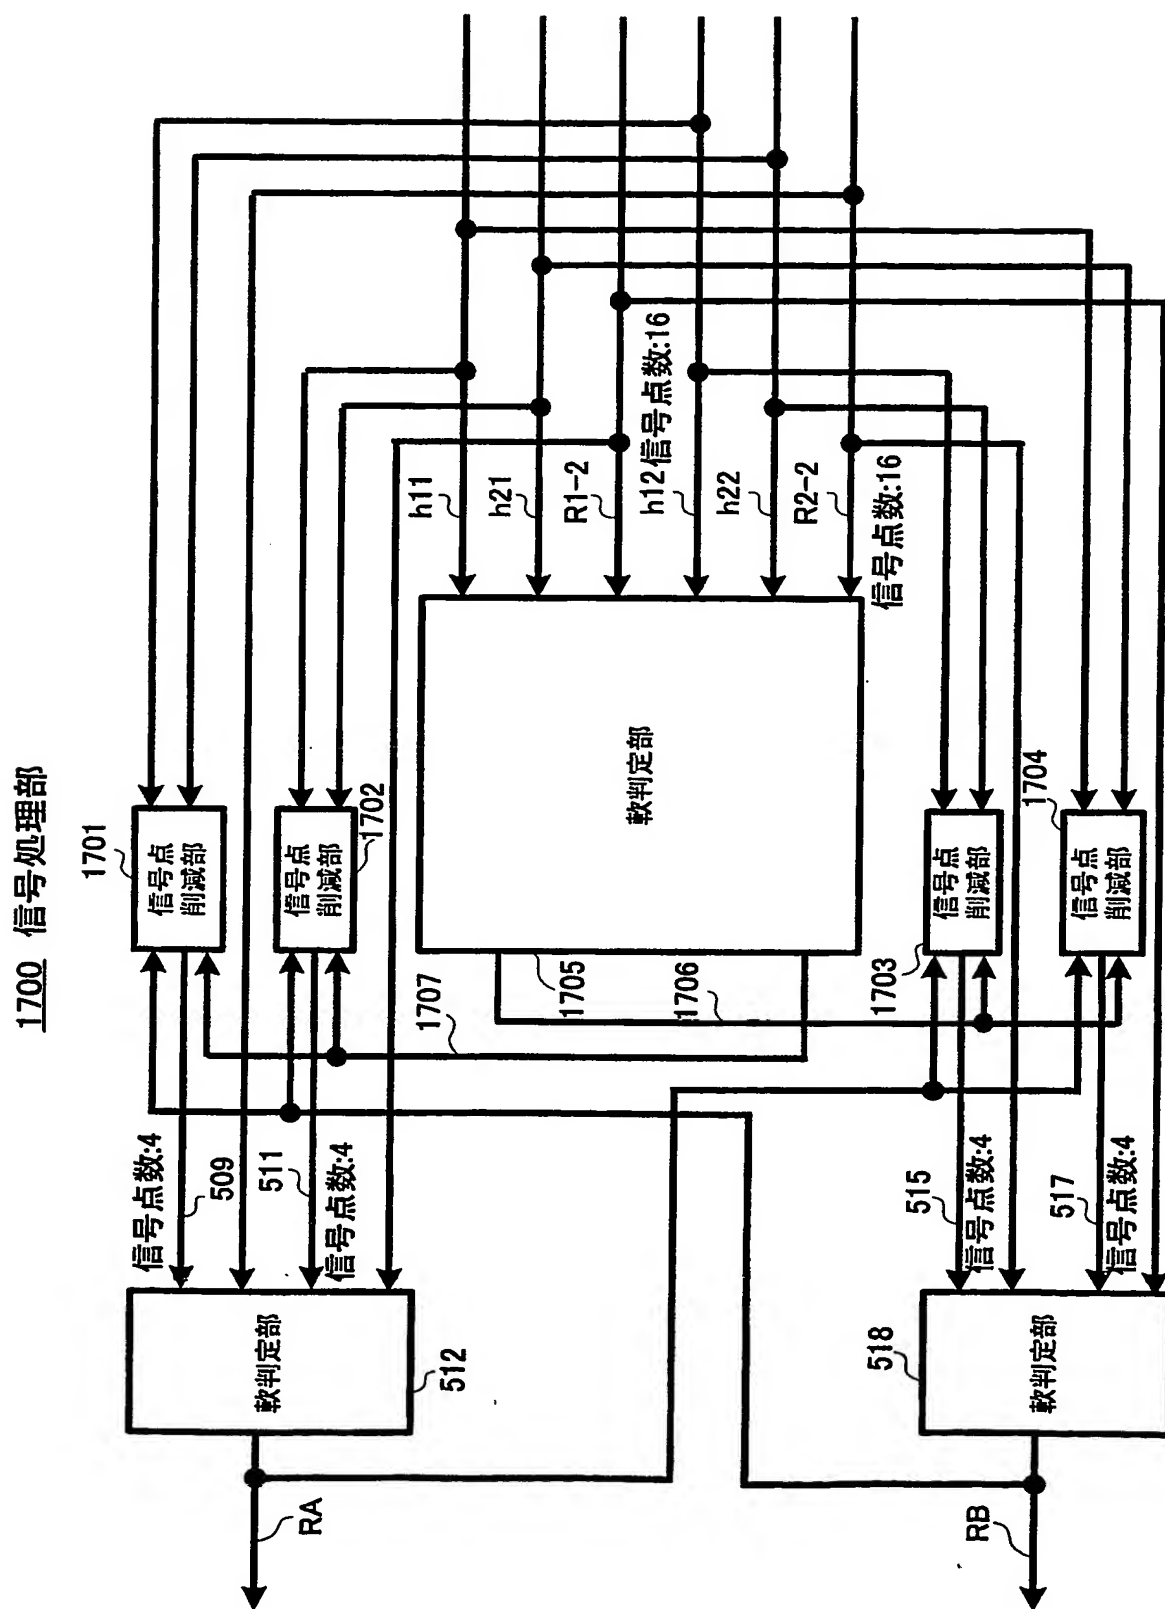 1700 信号処理部
1701
信号点
削減部
1702
信号点
削減部
1703
信号点
削減部
1704
信号点
削減部
軟判定部
1705
1706
1707
h11
h21
R1-2
信号点数:16
h12
h22
R2-2
信号点数:16
信号点数:4
509
511
信号点数:4
515
信号点数:4
517
信号点数:4
軟判定部
512
軟判定部
518
RA
RB